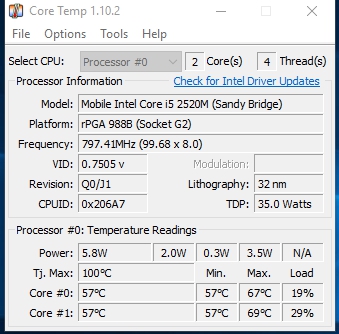 Core Temp 1.10.2
File Options Tools Help
Select CPU: Processor #0 2 Core(s) 4 Thread(s)
Processor Information Check for Intel Driver Updates
Model: Mobile Intel Core i5 2520M (Sandy Bridge)
Platform: rPGA 988B (Socket G2)
Frequency: 797.41MHz (99.68 x 8.0)
VID: 0.7505 v Modulation:
Revision: Q0/J1 Lithography: 32 nm
CPUID: 0x206A7 TDP: 35.0 Watts
Processor #0: Temperature Readings
Power: 5.8W 2.0W 0.3W 3.5W N/A
Tj. Max: 100°C Min. Max. Load
Core #0: 57°C 57°C 67°C 19%
Core #1: 57°C 57°C 69°C 29%